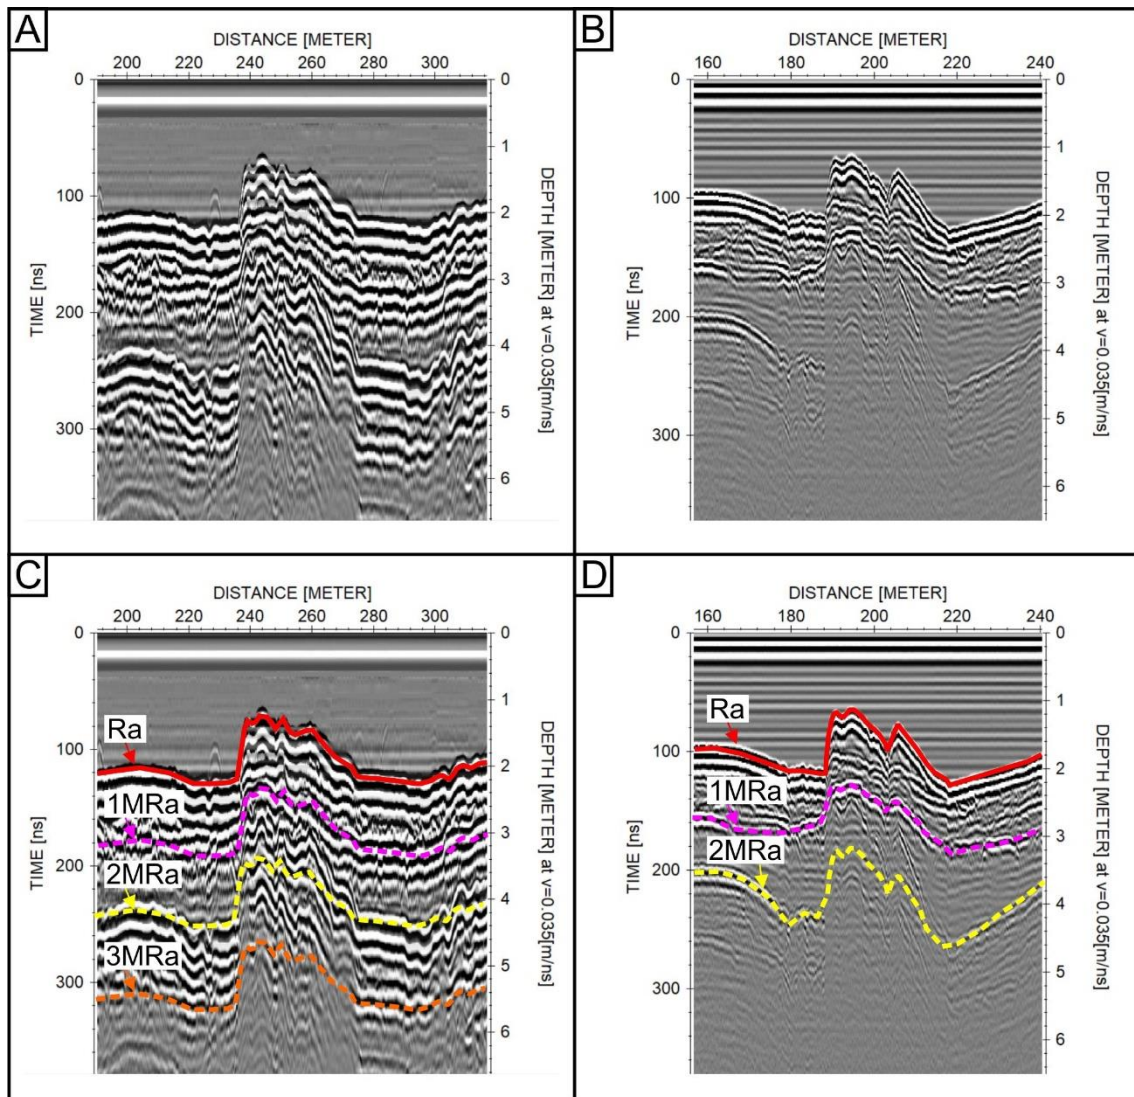 A
DISTANCE [METER]
200 220 240 260 280 300
0
100
200
300
TIME [ns]
0
1
2
3
4
5
6
DEPTH [METER] at v=0.035[m/ns]
B
DISTANCE [METER]
160 180 200 220 240
0
100
200
300
TIME [ns]
0
1
2
3
4
5
6
DEPTH [METER] at v=0.035[m/ns]
C
DISTANCE [METER]
200 220 240 260 280 300
0
100
200
300
TIME [ns]
Ra
1MRa
2MRa
3MRa
0
1
2
3
4
5
6
DEPTH [METER] at v=0.035[m/ns]
D
DISTANCE [METER]
160 180 200 220 240
0
100
200
300
TIME [ns]
Ra
1MRa
2MRa
0
1
2
3
4
5
6
DEPTH [METER] at v=0.035[m/ns]